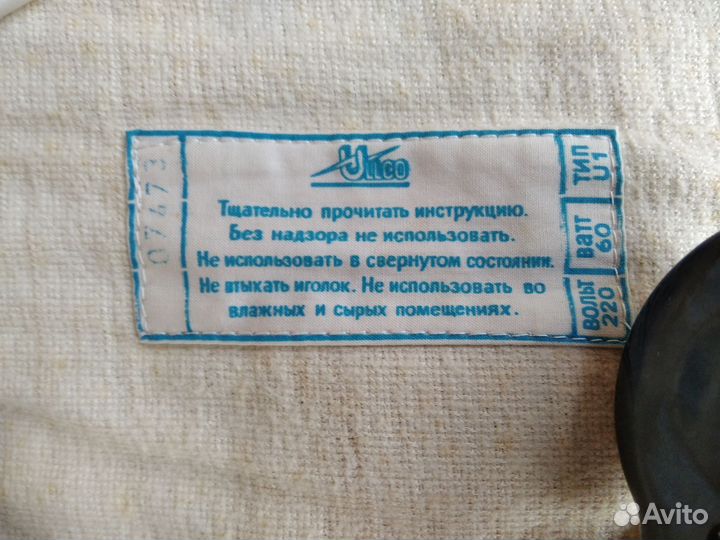 07473
Unco
Тщательно прочитать инструкцию.
Без надзора не использовать.
Не использовать в свернутом состоянии.
Не втыкать иголок. Не использовать во
влажных и сырых помещениях.
ТИП
U1
ВАТТ
60
ВОЛЬТ
220
Avito